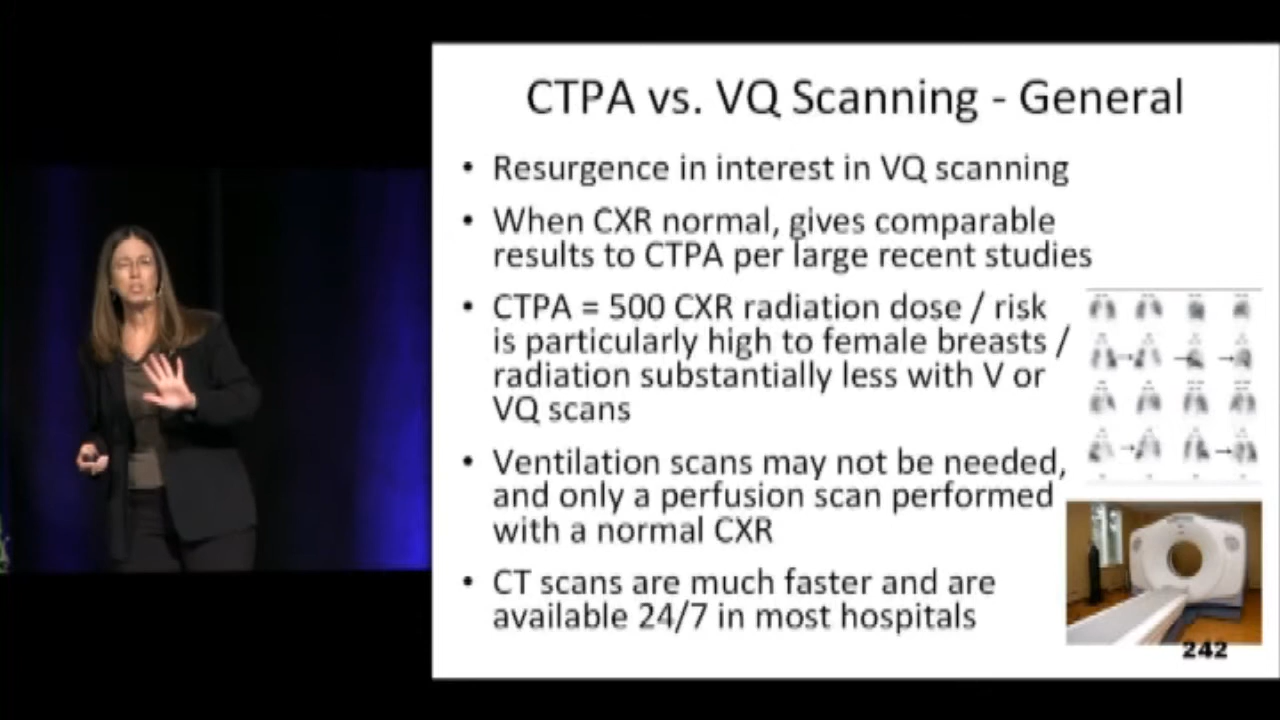 CTPA vs. VQ Scanning - General
• Resurgence in interest in VQ scanning
• When CXR normal, gives comparable
results to CTPA per large recent studies
• CTPA = 500 CXR radiation dose / risk
is particularly high to female breasts /
radiation substantially less with V or
VQ scans
• Ventilation scans may not be needed,
and only a perfusion scan performed
with a normal CXR
• CT scans are much faster and are
available 24/7 in most hospitals
242